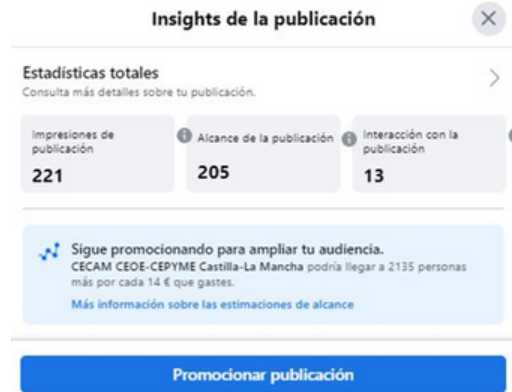 Insights de la publicación
Estadísticas totales
Consulta más detalles sobre tu publicación.
Impresiones de
publicación
221
Alcance de la publicación
205
Interacción con la
publicación
13
Sigue promocionando para ampliar tu audiencia.
CECAM CEOE-CEPYME Castilla-La Mancha podría llegar a 2135 personas
más por cada 14 € que gastes.
Más información sobre las estimaciones de alcance
Promocionar publicación